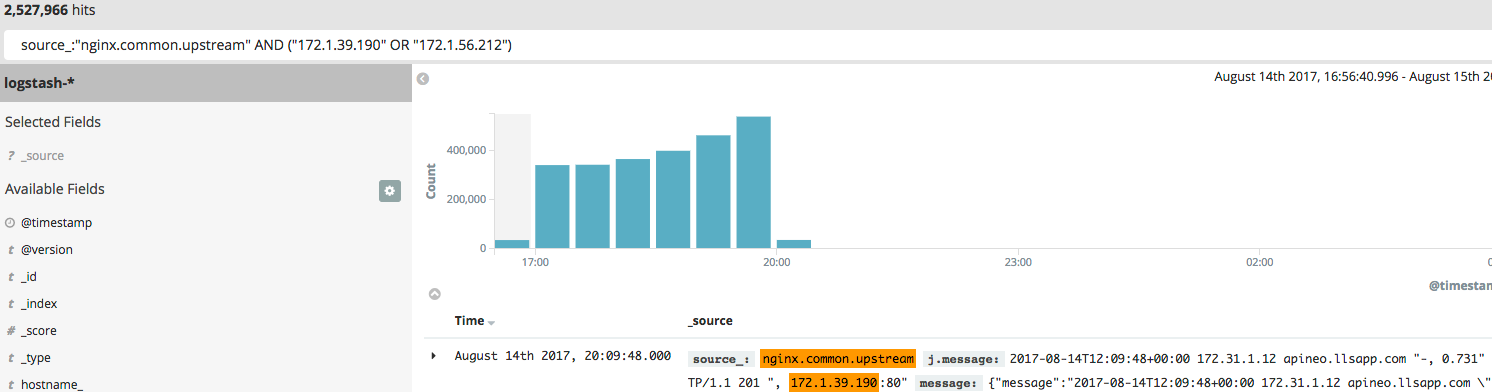 2,527,966 hits
source_:"nginx.common.upstream" AND ("172.1.39.190" OR "172.1.56.212")
logstash-*
August 14th 2017, 16:56:40.996 - August 15th 20
Selected Fields
? _source
Available Fields
@timestamp
t @version
t _id
t _index
# _score
t _type
t hostname_
Count
400,000
200,000
0
17:00
20:00
23:00
02:00
@timestam
Time
_source
August 14th 2017, 20:09:48.000
source_: nginx.common.upstream j.message: 2017-08-14T12:09:48+00:00 172.31.1.12 apineo.llsapp.com "-, 0.731"
TP/1.1 201 ", 172.1.39.190:80" message: {"message":"2017-08-14T12:09:48+00:00 172.31.1.12 apineo.llsapp.com \"